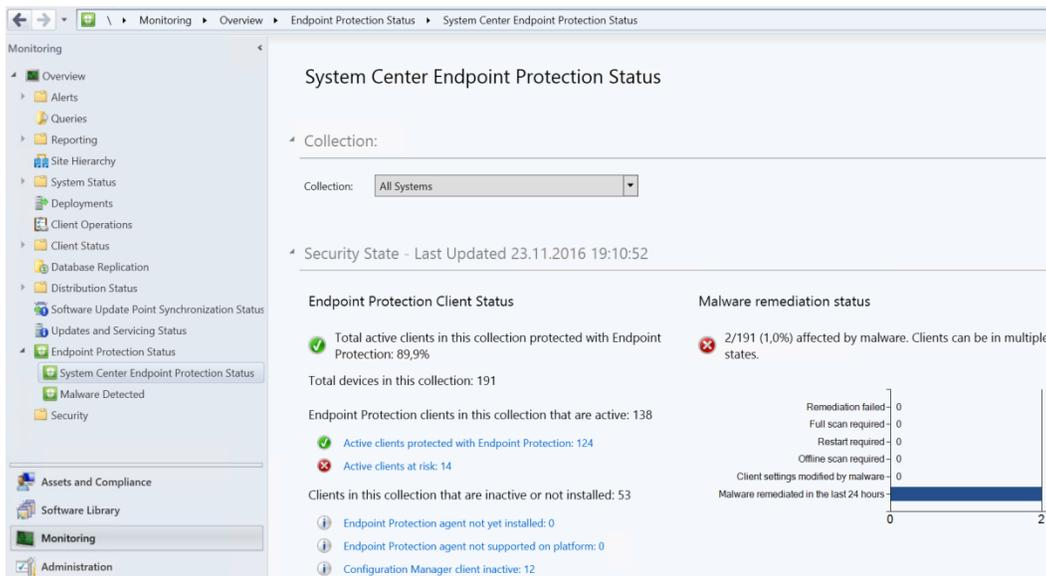 \ Monitoring Overview Endpoint Protection Status System Center Endpoint Protection Status
Monitoring
Overview
Alerts
Queries
Reporting
Site Hierarchy
System Status
Deployments
Client Operations
Client Status
Database Replication
Distribution Status
Software Update Point Synchronization Status
Updates and Servicing Status
Endpoint Protection Status
System Center Endpoint Protection Status
Malware Detected
Security
Assets and Compliance
Software Library
Monitoring
Administration
System Center Endpoint Protection Status
Collection:
Collection: All Systems
Security State - Last Updated 23.11.2016 19:10:52
Endpoint Protection Client Status
Total active clients in this collection protected with Endpoint
Protection: 89,9%
Total devices in this collection: 191
Endpoint Protection clients in this collection that are active: 138
Active clients protected with Endpoint Protection: 124
Active clients at risk: 14
Clients in this collection that are inactive or not installed: 53
Endpoint Protection agent not yet installed: 0
Endpoint Protection agent not supported on platform: 0
Configuration Manager client inactive: 12
Malware remediation status
2/191 (1,0%) affected by malware. Clients can be in multiple
states.
Remediation failed 0
Full scan required 0
Restart required 0
Offline scan required 0
Client settings modified by malware 0
Malware remediated in the last 24 hours
0 2